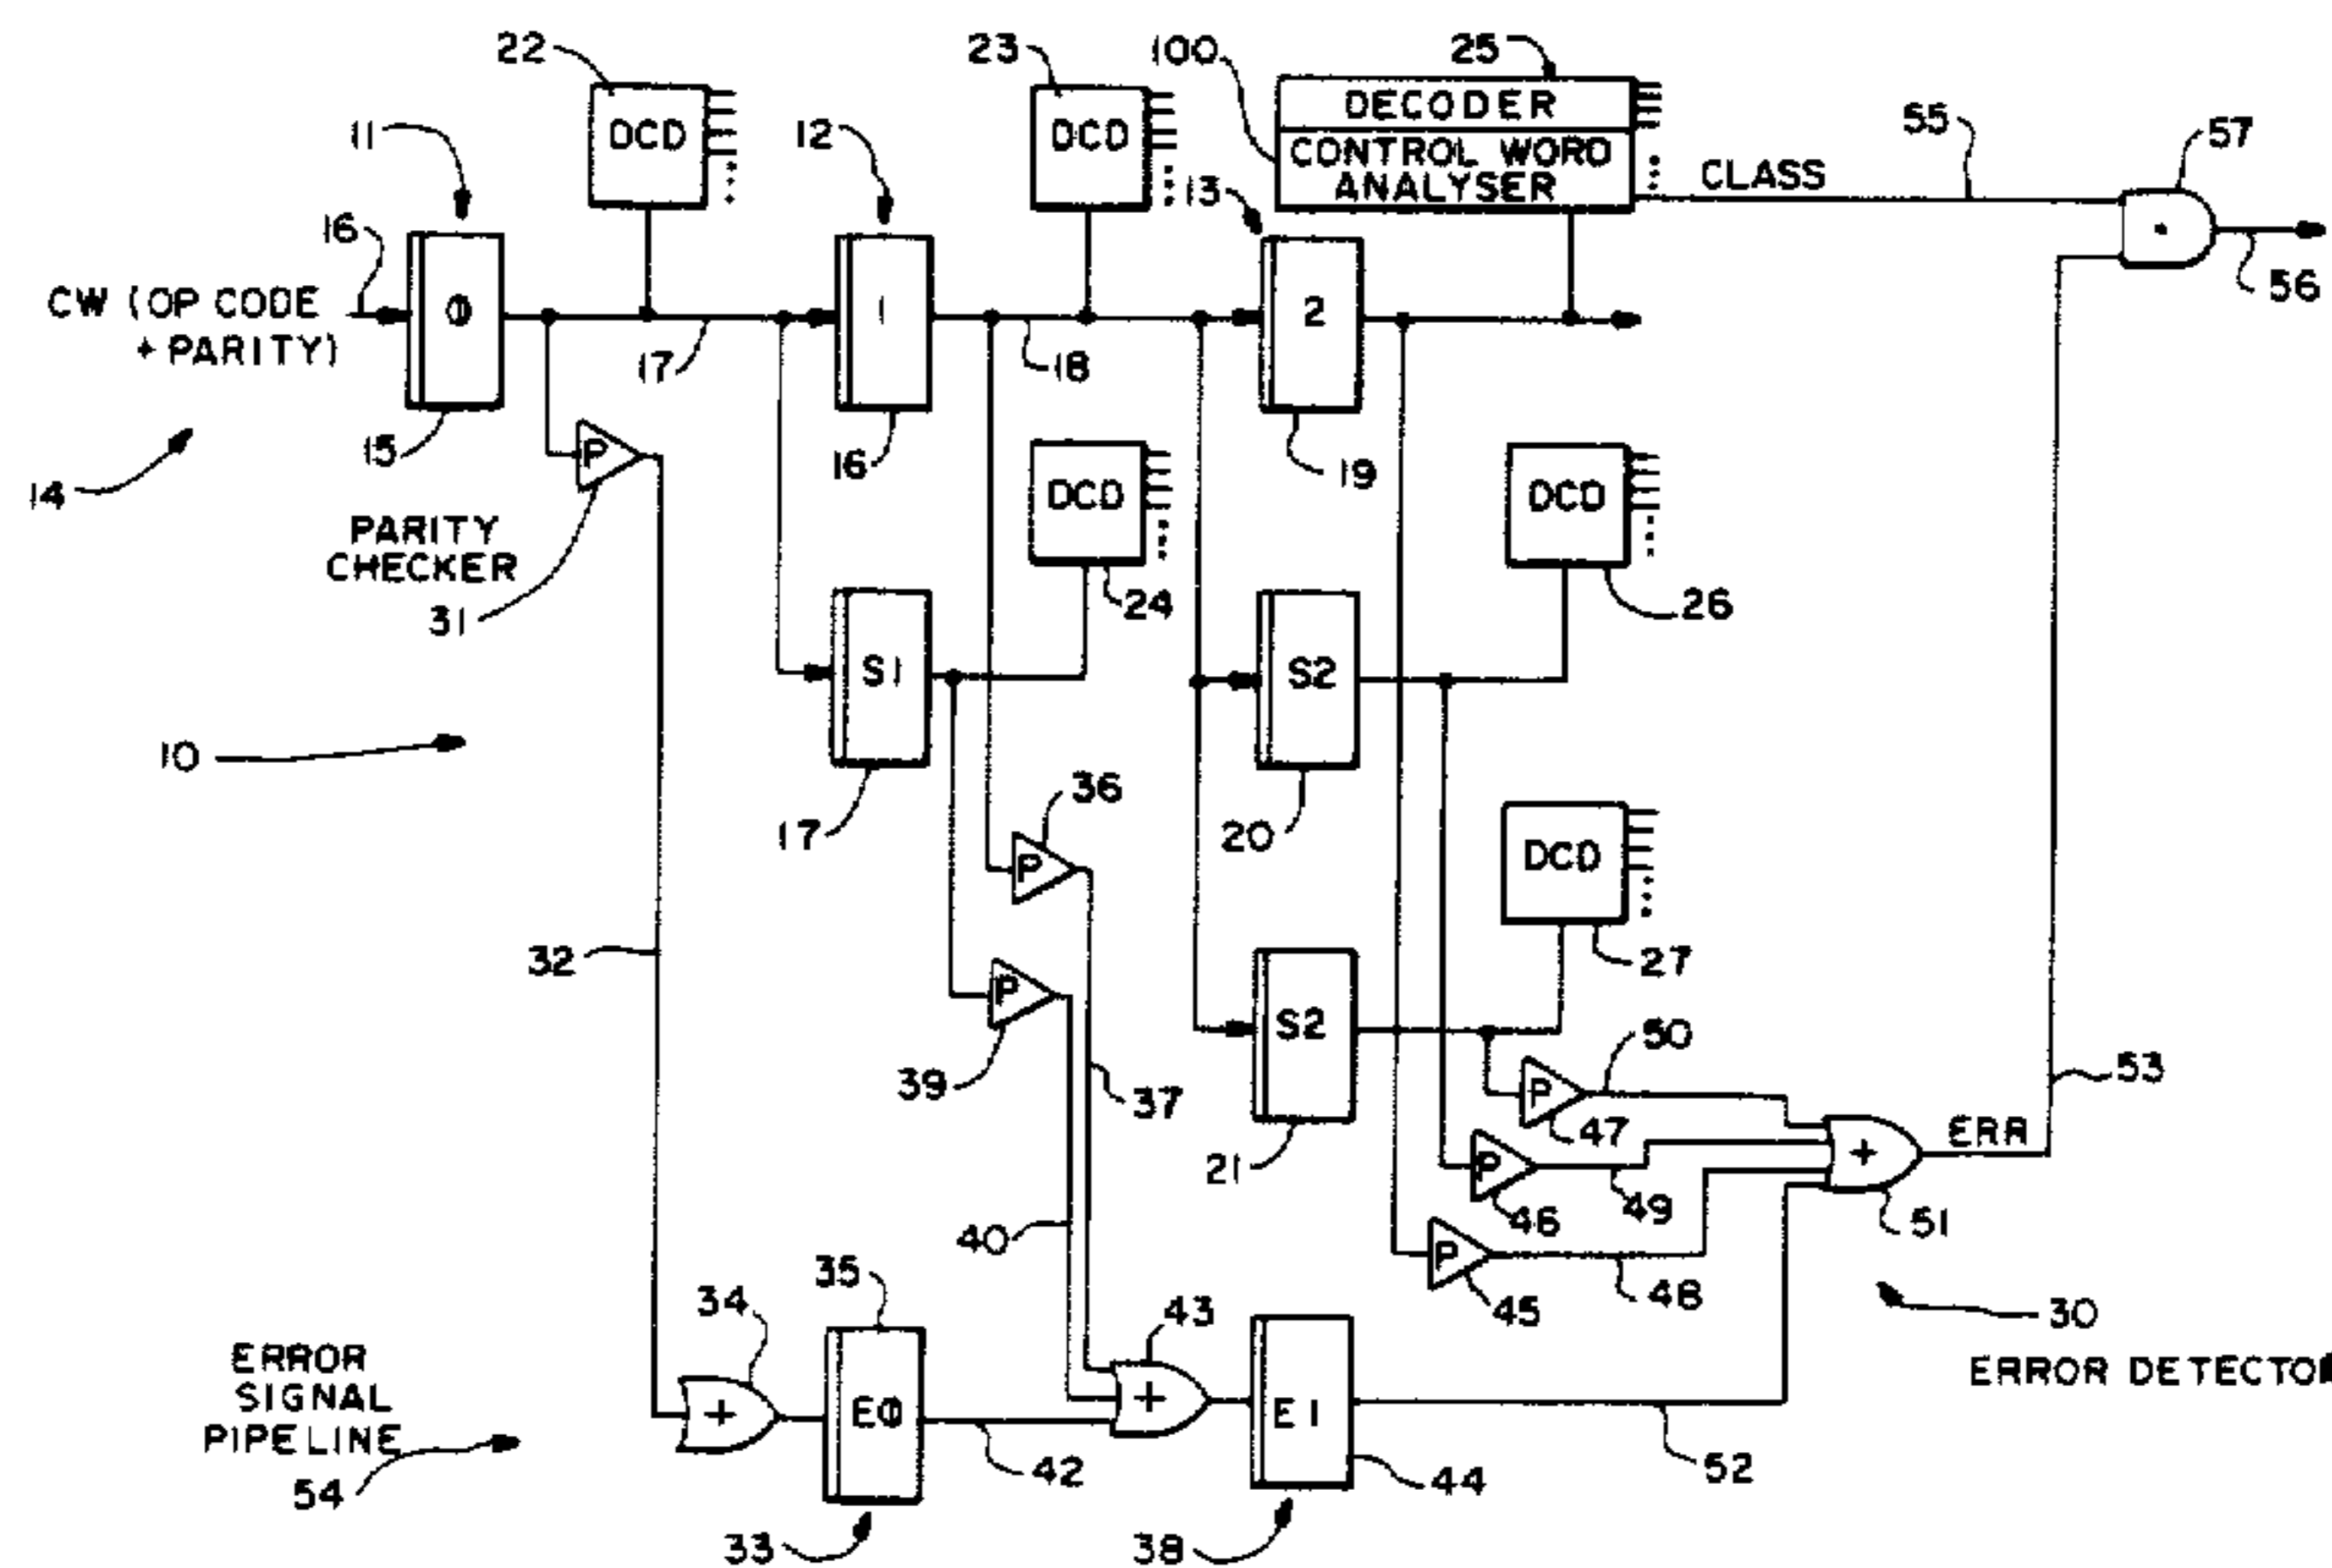 22
23
100
25
11
DCD
12
DCD
DECODER
55
57
CONTROL WORD
ANALYSER
13
CLASS
16
CW (OP CODE
+ PARITY)
0
1
2
56
17
18
15
16
19
14
P
PARITY
CHECKER
31
DCD
DCD
24
26
S1
S2
10
17
36
20
P
DCD
32
P
27
39
37
S2
50
53
P
47
ERR
21
P
46
49
+
51
40
P
45
48
30
ERROR DETECTO
34
35
43
ERROR
SIGNAL
PIPELINE
54
+
E0
42
+
E1
44
52
33
38